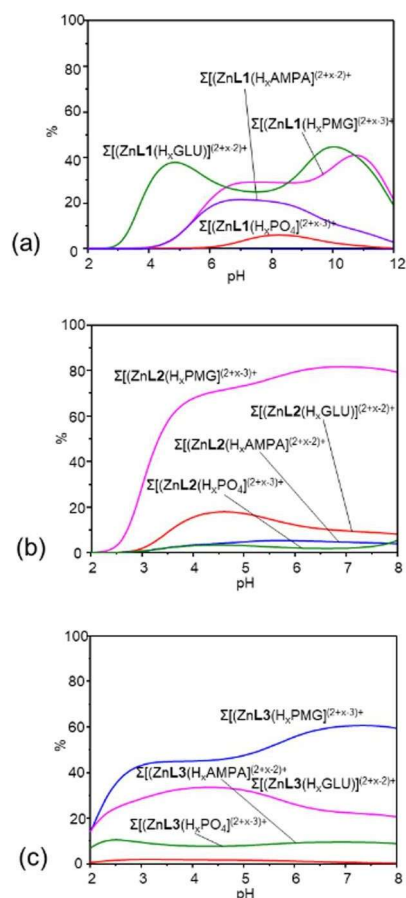 100
80
60
40
20
0
%
Σ[(ZnL1(HₓAMPA)]⁽²⁺ˣ⁻²⁾⁺
Σ[(ZnL1(HₓPMG)]⁽²⁺ˣ⁻³⁾⁺
Σ[(ZnL1(HₓGLU)]⁽²⁺ˣ⁻²⁾⁺
Σ[(ZnL1(HₓPO₄]⁽²⁺ˣ⁻³⁾⁺
2 4 6 8 10 12
pH
(a)
100
80
60
40
20
0
%
Σ[(ZnL2(HₓPMG)]⁽²⁺ˣ⁻³⁾⁺
Σ[(ZnL2(HₓGLU)]⁽²⁺ˣ⁻²⁾⁺
Σ[(ZnL2(HₓAMPA)]⁽²⁺ˣ⁻²⁾⁺
Σ[(ZnL2(HₓPO₄]⁽²⁺ˣ⁻³⁾⁺
2 3 4 5 6 7 8
pH
(b)
100
80
60
40
20
0
%
Σ[(ZnL3(HₓPMG)]⁽²⁺ˣ⁻³⁾⁺
Σ[(ZnL3(HₓAMPA)]⁽²⁺ˣ⁻²⁾⁺
Σ[(ZnL3(HₓGLU)]⁽²⁺ˣ⁻²⁾⁺
Σ[(ZnL3(HₓPO₄]⁽²⁺ˣ⁻³⁾⁺
2 3 4 5 6 7 8
pH
(c)